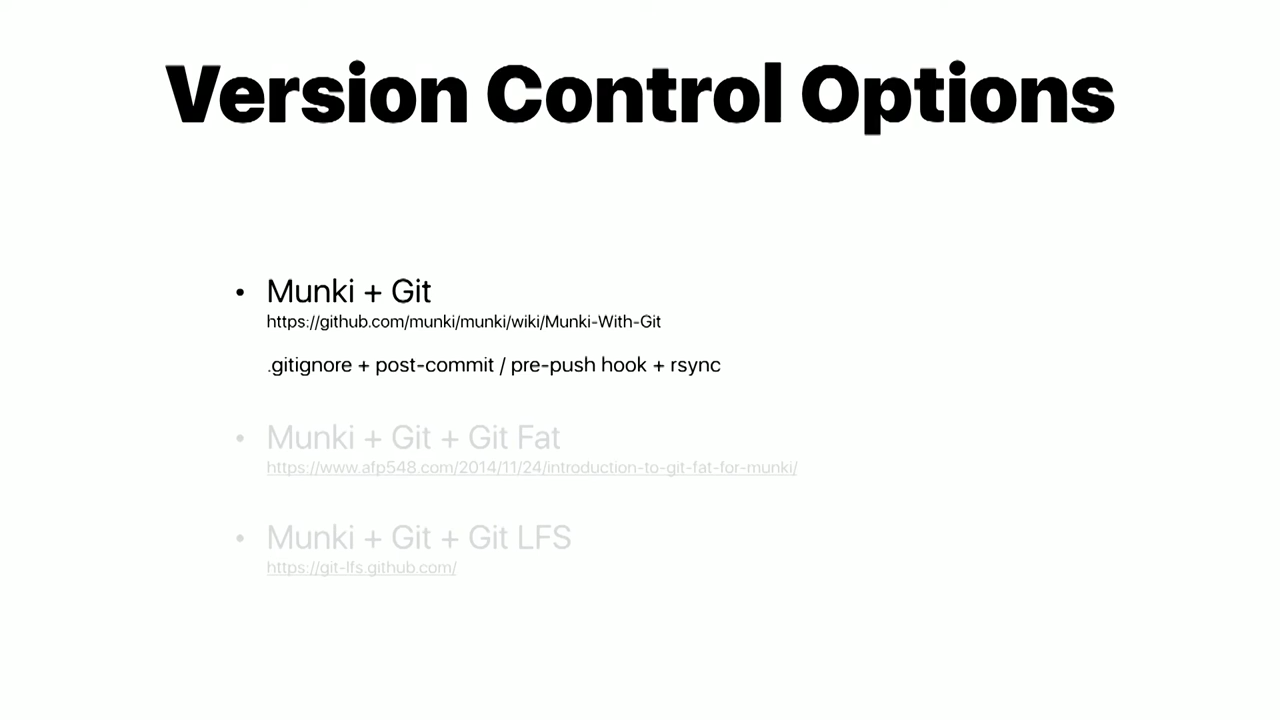 Version Control Options
• Munki + Git
https://github.com/munki/munki/wiki/Munki-With-Git
.gitignore + post-commit / pre-push hook + rsync
• Munki + Git + Git Fat
https://www.afp548.com/2014/11/24/introduction-to-git-fat-for-munki/
• Munki + Git + Git LFS
https://git-lfs.github.com/